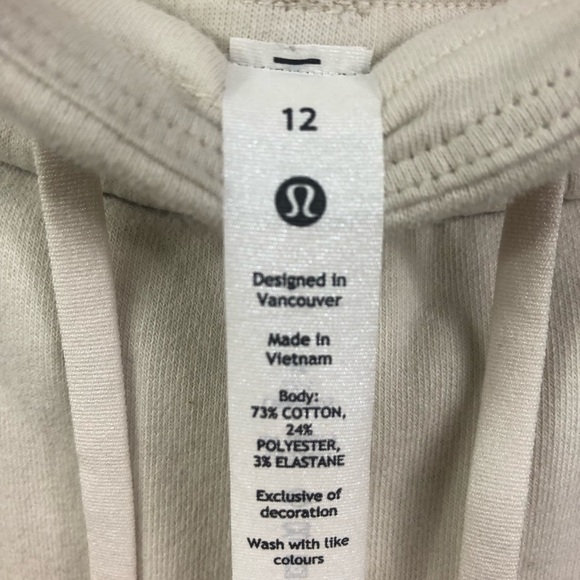 12
Designed in
Vancouver
Made in
Vietnam
Body:
73% COTTON,
24%
POLYESTER,
3% ELASTANE
Exclusive of
decoration
Wash with like
colours